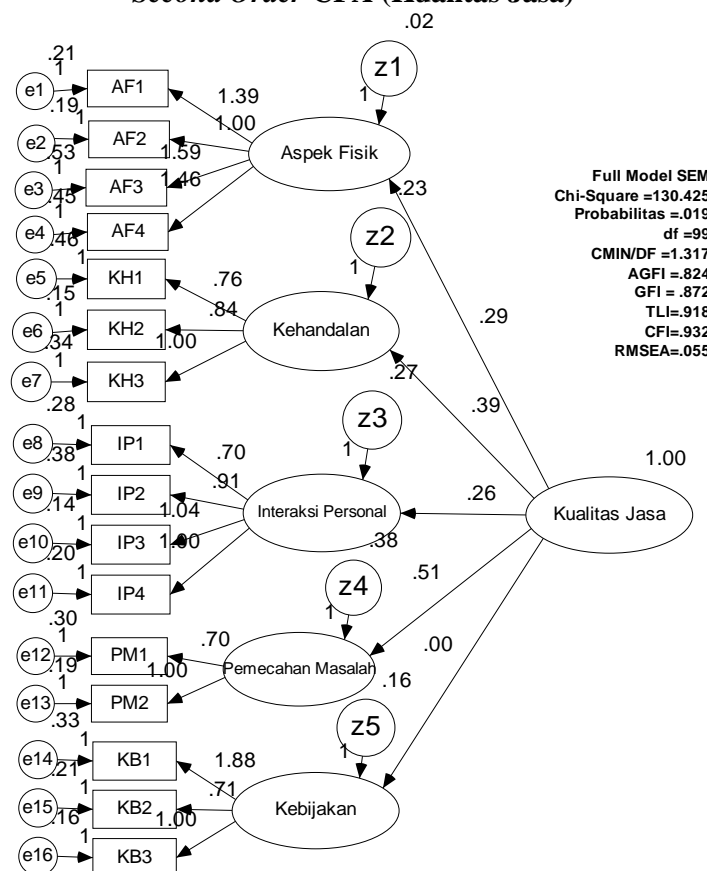 Second Order CFA (Kualitas Jasa)
.02
.21
z1
1
e1
AF1
1.39
.19
1
1
1.00
e2
AF2
Aspek Fisik
.53
1.59
Full Model SEM
1
1.46
.23
Chi-Square =130.425
e3
AF3
Probabilitas =.019
.45
z2
df =99
1
CMIN/DF =1.317
e4
AF4
AGFI =.824
.46
1
GFI = .872
1
TLI=.918
e5
KH1
.76
CFI=.932
.15
RMSEA=.055
1
.84
.29
e6
KH2
Kehandalan
.34
1.00
1
.27
e7
KH3
.39
.28
z3
1
1
e8
IP1
.70
1.00
.38
1
.91
e9
IP2
.26
.14
1.04
Interaksi Personal
Kualitas Jasa
1
1.00
.38
e10
IP3
.20
z4
.51
1
e11
IP4
1
.30
1
.70
.00
e12
PM1
.19
1.00
Pemecahan Masalah
1
.16
e13
PM2
.33
z5
1
1
e14
KB1
1.88
.21
1
.71
e15
KB2
Kebijakan
.16
1.00
1
e16
KB3